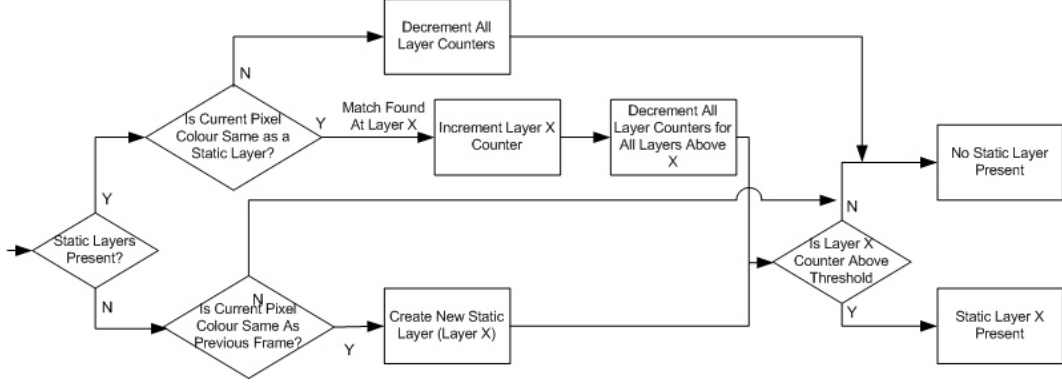 Decrement All
Layer Counters
N
Is Current Pixel
Colour Same as a
Static Layer?
Y
Match Found
At Layer X
Increment Layer X
Counter
Decrement All
Layer Counters for
All Layers Above
X
No Static Layer
Present
Y
N
Static Layers
Present?
Is Layer X
Counter Above
Threshold
N
N
Is Current Pixel
Colour Same As
Previous Frame?
Y
Create New Static
Layer (Layer X)
Y
Static Layer X
Present